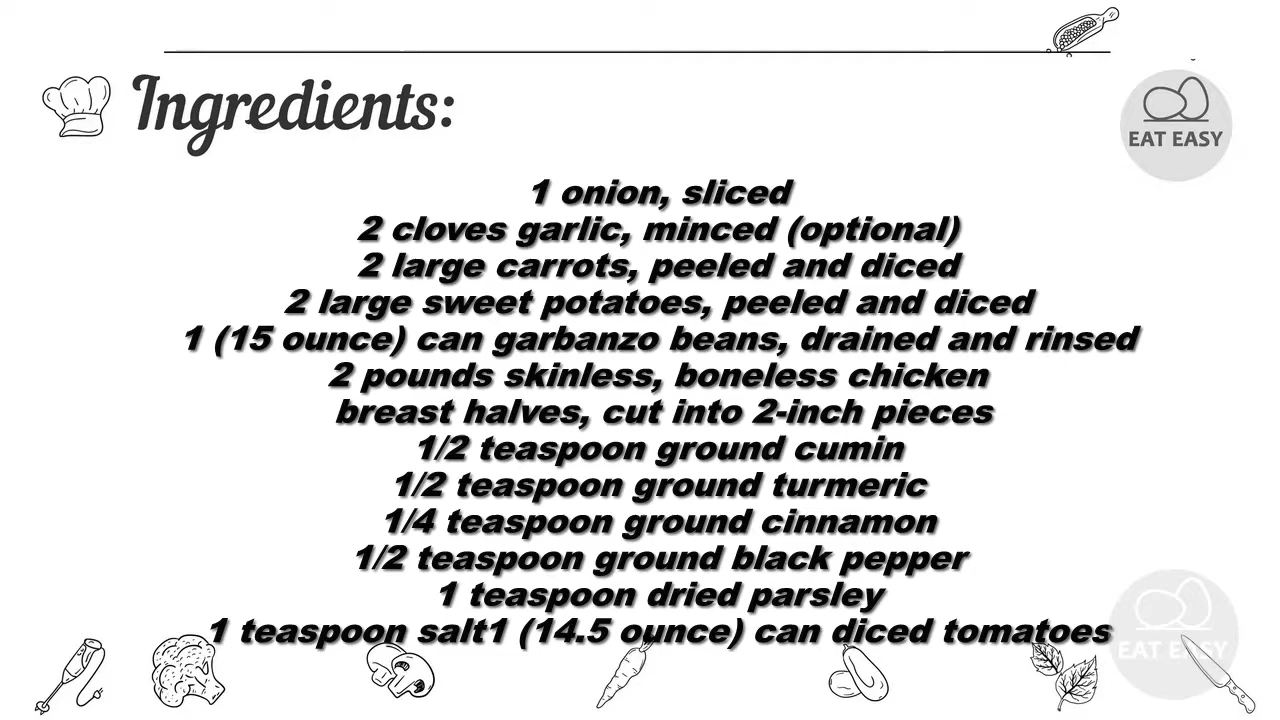 Ingredients:
EAT EASY
1 onion, sliced
2 cloves garlic, minced (optional)
2 large carrots, peeled and diced
2 large sweet potatoes, peeled and diced
1 (15 ounce) can garbanzo beans, drained and rinsed
2 pounds skinless, boneless chicken
breast halves, cut into 2-inch pieces
1/2 teaspoon ground cumin
1/2 teaspoon ground turmeric
1/4 teaspoon ground cinnamon
1/2 teaspoon ground black pepper
1 teaspoon dried parsley
1 teaspoon salt1 (14.5 ounce) can diced tomatoes
EAT EASY